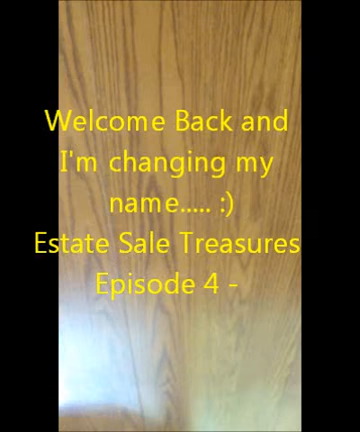 Welcome Back and
I'm changing my
name..... :)
Estate Sale Treasures
Episode 4 -